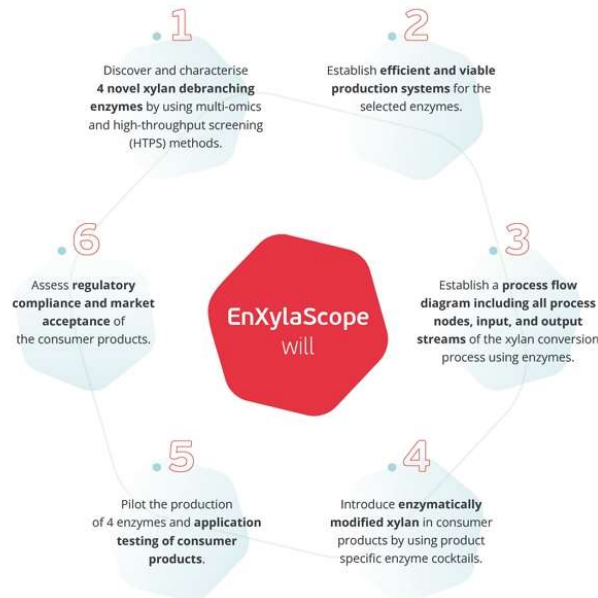 1
Discover and characterise
4 novel xylan debranching
enzymes by using multi-omics
and high-throughput screening
(HTPS) methods.
2
Establish efficient and viable
production systems for the
selected enzymes.
3
Establish a process flow
diagram including all process
nodes, input, and output
streams of the xylan conversion
process using enzymes.
4
Introduce enzymatically
modified xylan in consumer
products by using product
specific enzyme cocktails.
5
Pilot the production
of 4 enzymes and application
testing of consumer
products.
6
Assess regulatory
compliance and market
acceptance of
the consumer products.
EnXylaScope
will